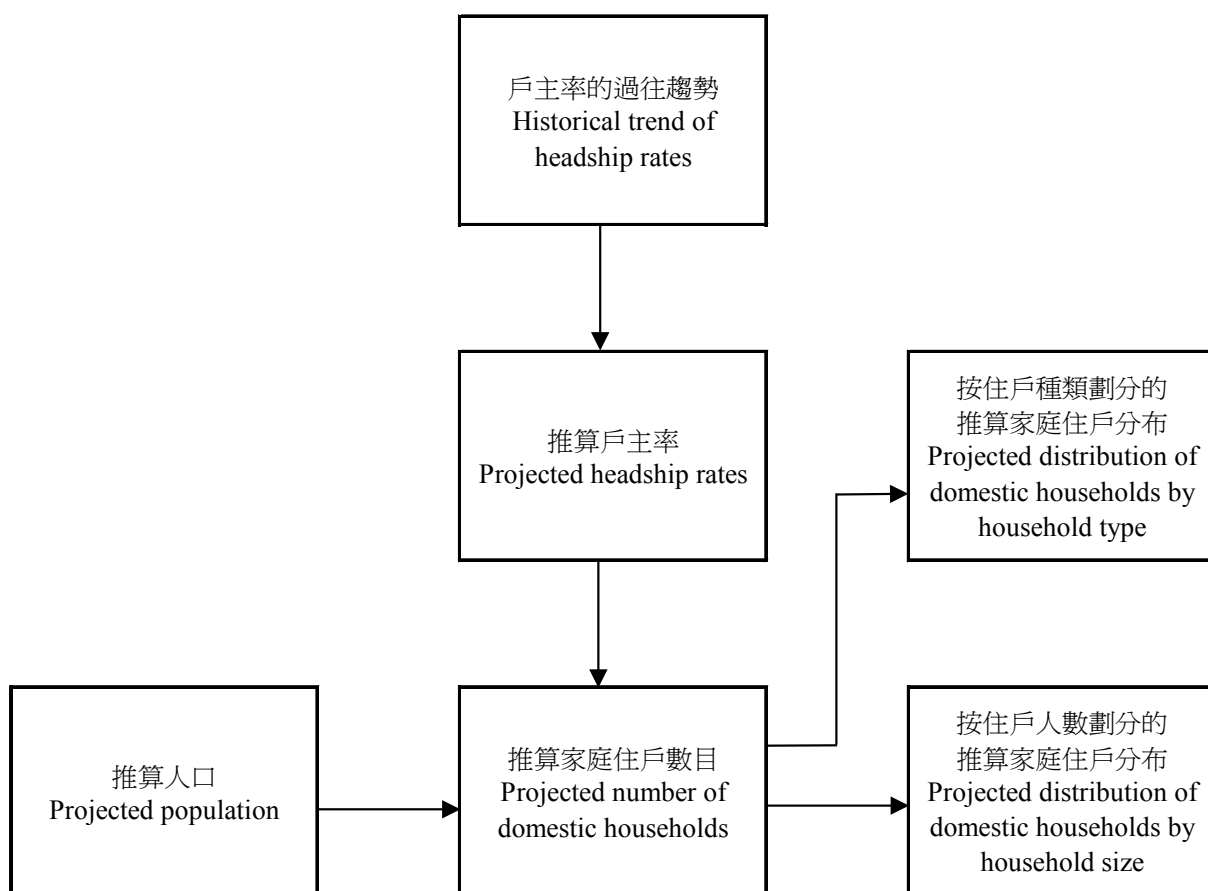 戶主率的過往趨勢
Historical trend of
headship rates
推算戶主率
Projected headship rates
按住戶種類劃分的
推算家庭住戶分布
Projected distribution of
domestic households by
household type
推算人口
Projected population
推算家庭住戶數目
Projected number of
domestic households
按住戶人數劃分的
推算家庭住戶分布
Projected distribution of
domestic households by
household size